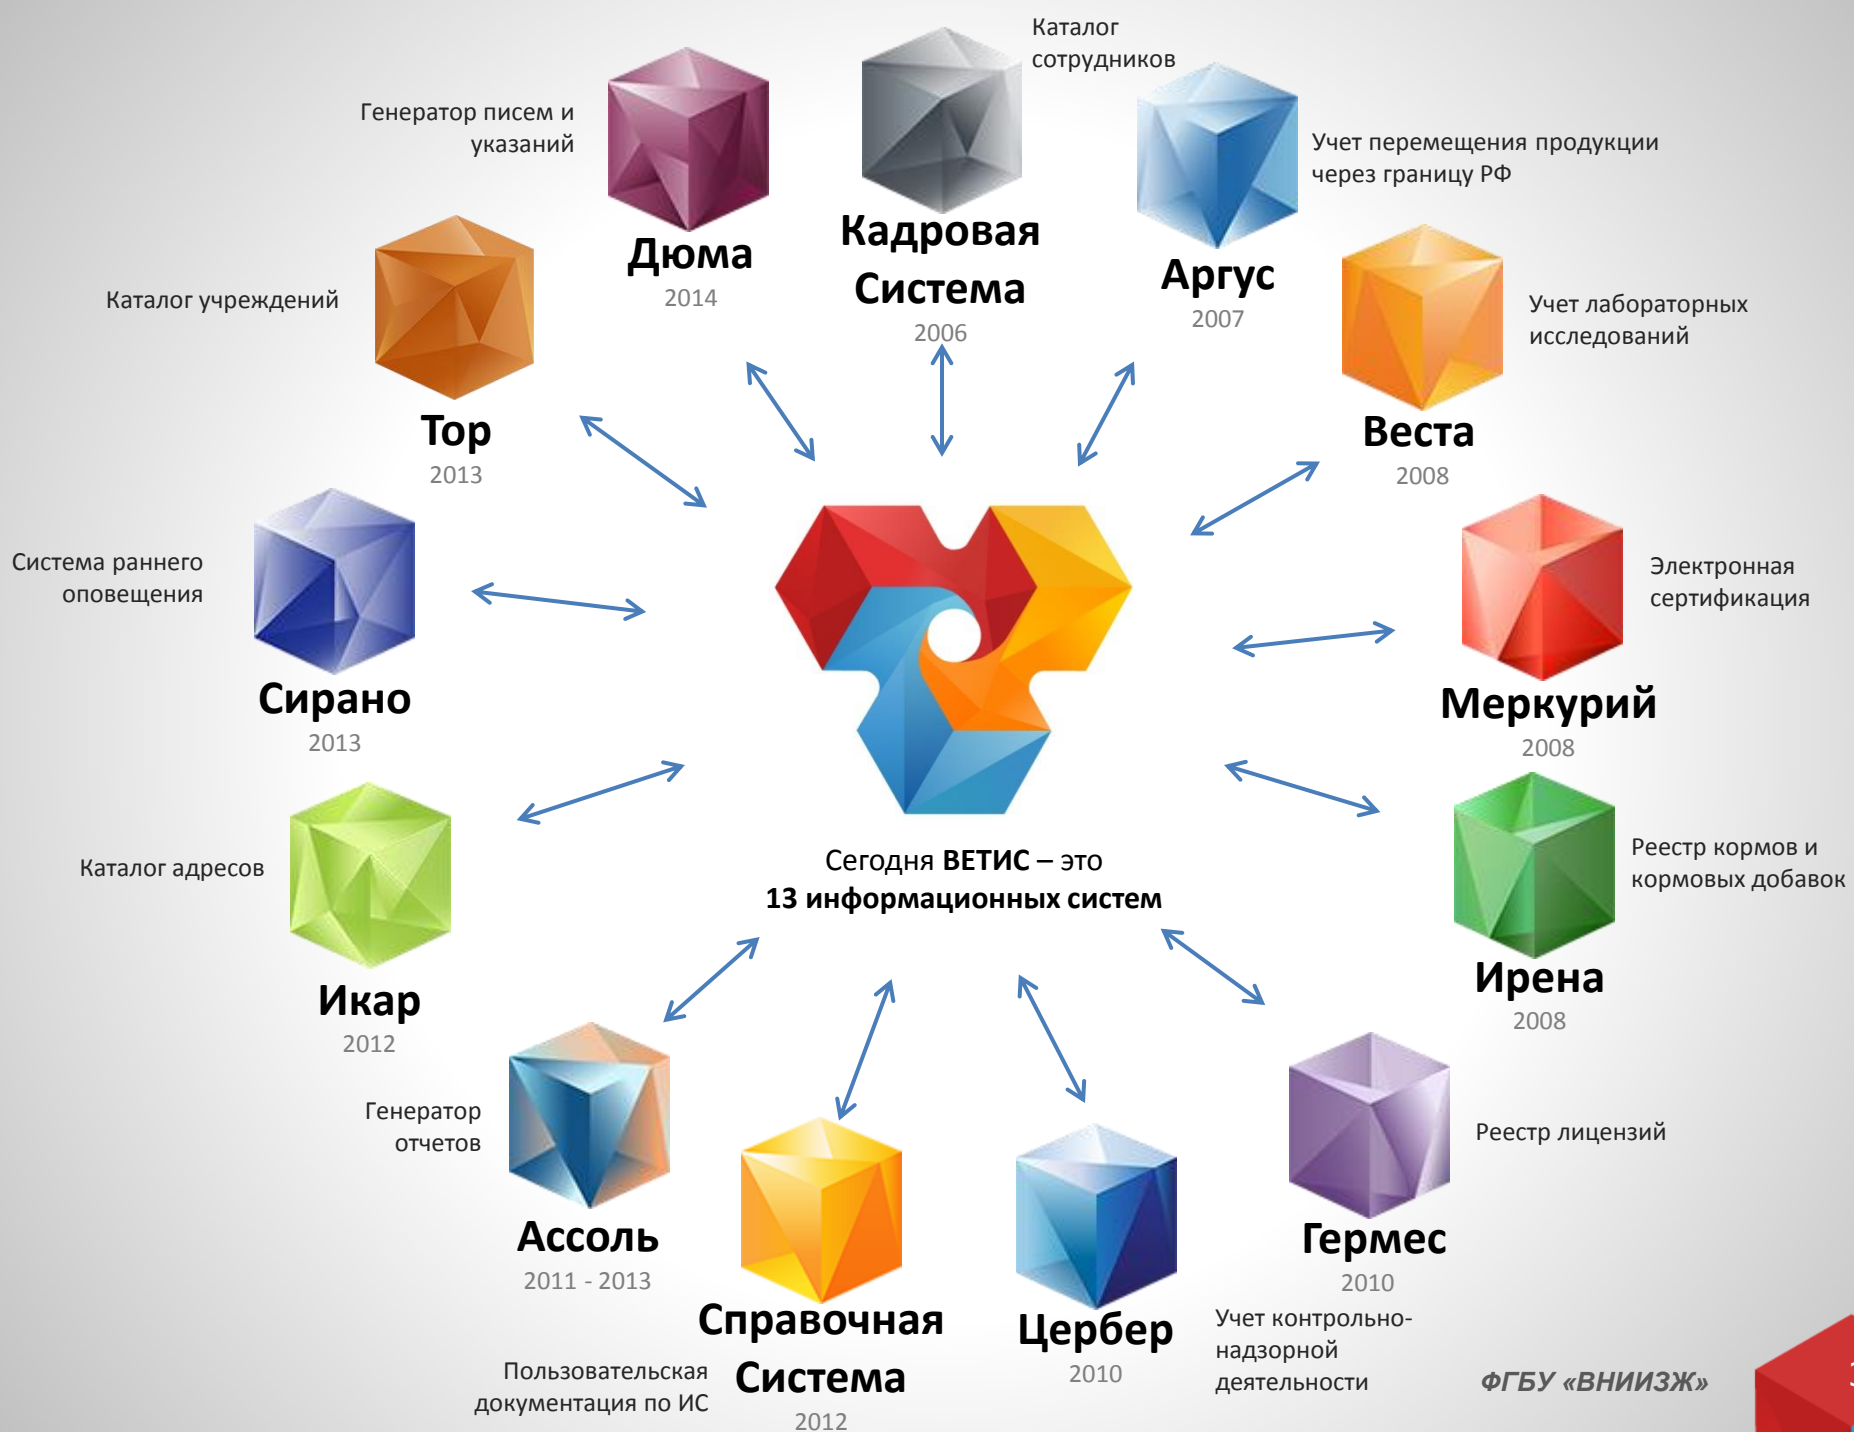 Каталог
сотрудников
Кадровая
Система
2006
Учет перемещения продукции
через границу РФ
Аргус
2007
Учет лабораторных
исследований
Веста
2008
Электронная
сертификация
Меркурий
2008
Реестр кормов и
кормовых добавок
Ирена
2008
Реестр лицензий
Гермес
2010
Учет контрольно-
надзорной
деятельности
Цербер
2010
Пользовательская
документация по ИС
Справочная
Система
2012
Генератор
отчетов
Ассоль
2011 - 2013
Каталог адресов
Икар
2012
Система раннего
оповещения
Сирано
2013
Каталог учреждений
Тор
2013
Генератор писем и
указаний
Дюма
2014
Сегодня ВЕТИС – это
13 информационных систем
ФГБУ «ВНИИЗЖ»